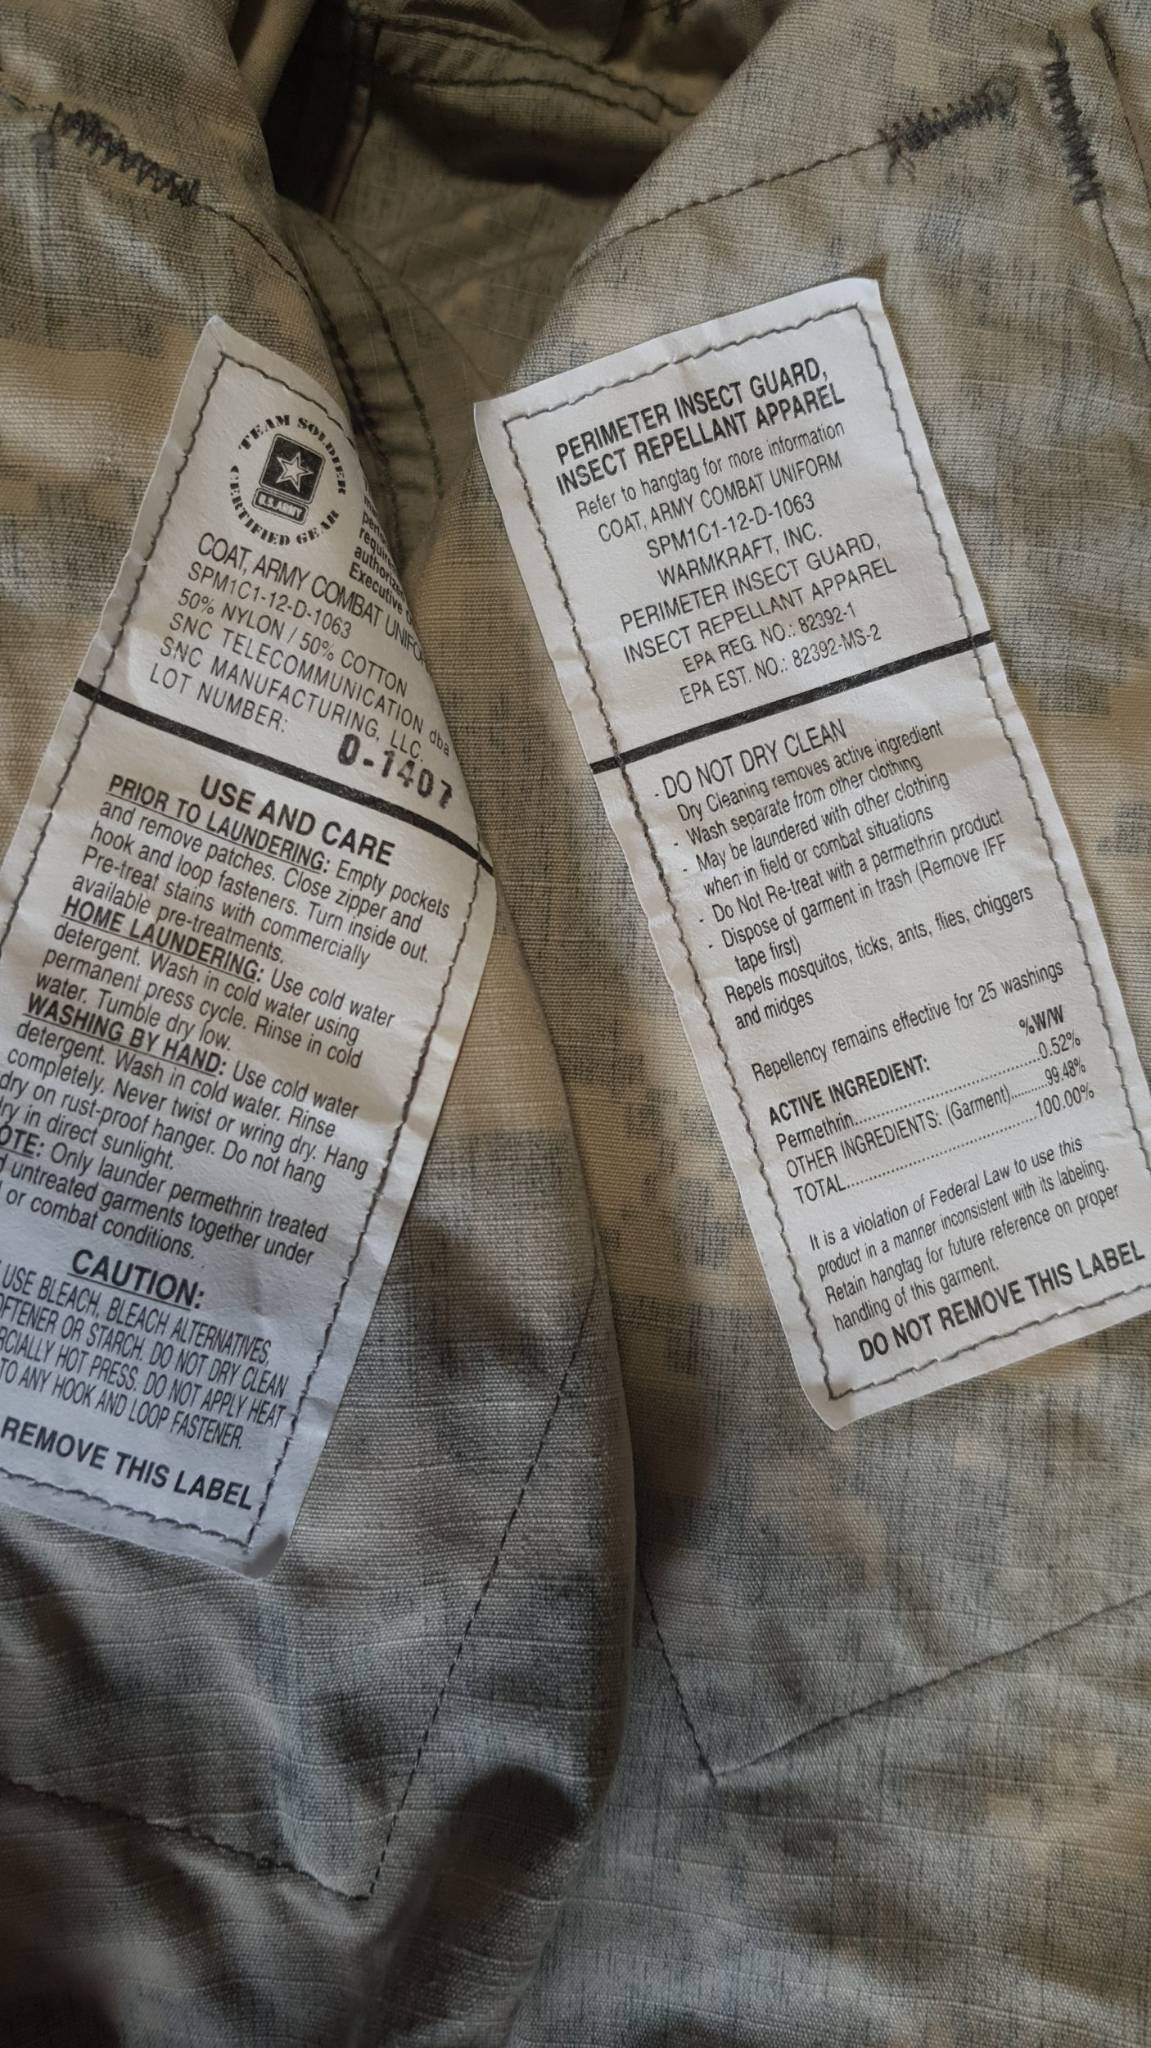 TEAM SOLDIER
CERTIFIED GEAR
U.S.ARMY
COAT, ARMY COMBAT
SPM1C1-12-D-1063
50% NYLON / 50% COTTON
SNC TELECOMMUNICATION dba
SNC MANUFACTURING, LLC.
LOT NUMBER:
0-1407
Executive
USE AND CARE
PRIOR TO LAUNDERING: Empty pockets
and remove patches. Close zipper and
hook and loop fasteners. Turn inside out.
Pre-treat stains with commercially
available pre-treatments.
HOME LAUNDERING: Use cold water
detergent. Wash in cold water using
permanent press cycle. Rinse in cold
water. Tumble dry low.
WASHING BY HAND: Use cold water
detergent. Wash in cold water. Rinse
completely. Never twist or wring dry. Hang
dry on rust-proof hanger. Do not hang
ry in direct sunlight.
OTE: Only launder permethrin treated
d untreated garments together under
l or combat conditions.
CAUTION:
USE BLEACH, BLEACH ALTERNATIVES,
OFTENER OR STARCH. DO NOT DRY CLEAN
RCIALLY HOT PRESS. DO NOT APPLY HEAT
TO ANY HOOK AND LOOP FASTENER.
REMOVE THIS LABEL
PERIMETER INSECT GUARD,
INSECT REPELLANT APPAREL
Refer to hangtag for more information
COAT, ARMY COMBAT UNIFORM
SPM1C1-12-D-1063
WARMKRAFT, INC.
PERIMETER INSECT GUARD,
INSECT REPELLANT APPAREL
EPA REG. NO.: 82392-1
EPA EST. NO.: 82392-MS-2
- DO NOT DRY CLEAN
Dry Cleaning removes active ingredient
- Wash separate from other clothing
- May be laundered with other clothing
when in field or combat situations
- Do Not Re-treat with a permethrin product
- Dispose of garment in trash (Remove IFF
tape first)
Repels mosquitos, ticks, ants, flies, chiggers
and midges
Repellency remains effective for 25 washings
%W/W
ACTIVE INGREDIENT:
Permethrin...............................0.52%
OTHER INGREDIENTS: (Garment)......99.48%
TOTAL..............................100.00%
It is a violation of Federal Law to use this
product in a manner inconsistent with its labeling.
Retain hangtag for future reference on proper
handling of this garment.
DO NOT REMOVE THIS LABEL